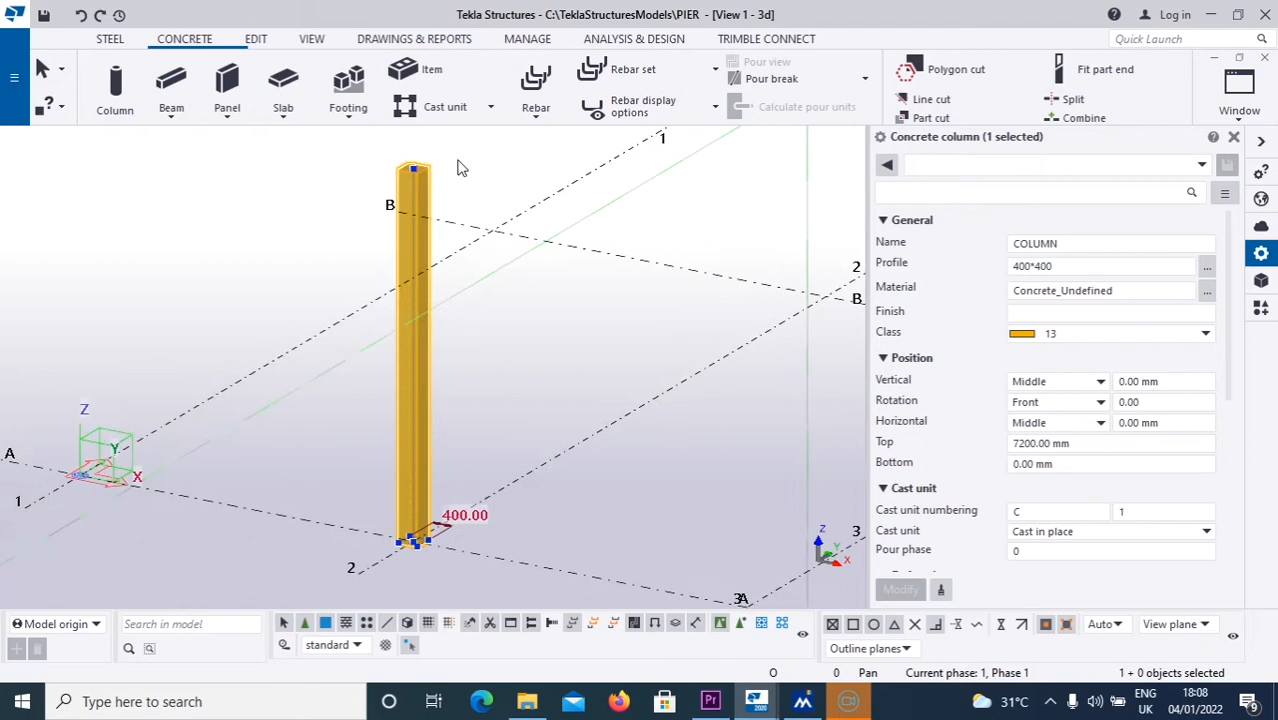 Tekla Structures - C:\TeklaStructuresModels\PIER - [View 1 - 3d]
Log in
STEEL CONCRETE EDIT VIEW DRAWINGS & REPORTS MANAGE ANALYSIS & DESIGN TRIMBLE CONNECT Quick Launch
Column
Beam
Panel
Slab
Footing
Item
Cast unit
Rebar
Rebar set
Rebar display options
Pour view
Pour break
Calculate pour units
Polygon cut
Line cut
Part cut
Fit part end
Split
Combine
Window
Concrete column (1 selected)
General
Name COLUMN
Profile 400*400 ...
Material Concrete_Undefined ...
Finish
Class 13
Position
Vertical Middle 0.00 mm
Rotation Front 0.00
Horizontal Middle 0.00 mm
Top 7200.00 mm
Bottom 0.00 mm
Cast unit
Cast unit numbering C 1
Cast unit Cast in place
Pour phase 0
Modify
1
B
2
B
Z
Y
X
A
1
400.00
2
3
A
Z
Y
X
3
Model origin
Search in model
standard
Auto
View plane
Outline planes
O 0 Pan Current phase: 1, Phase 1 1 + 0 objects selected
Type here to search
Pr
2020
31°C
ENG
UK
18:08
04/01/2022
9